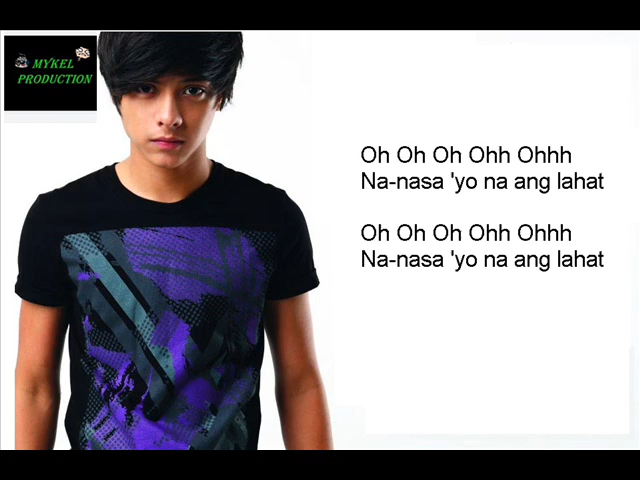 MYKEL
PRODUCTION
Oh Oh Oh Ohh Ohhh
Na-nasa 'yo na ang lahat
Oh Oh Oh Ohh Ohhh
Na-nasa 'yo na ang lahat